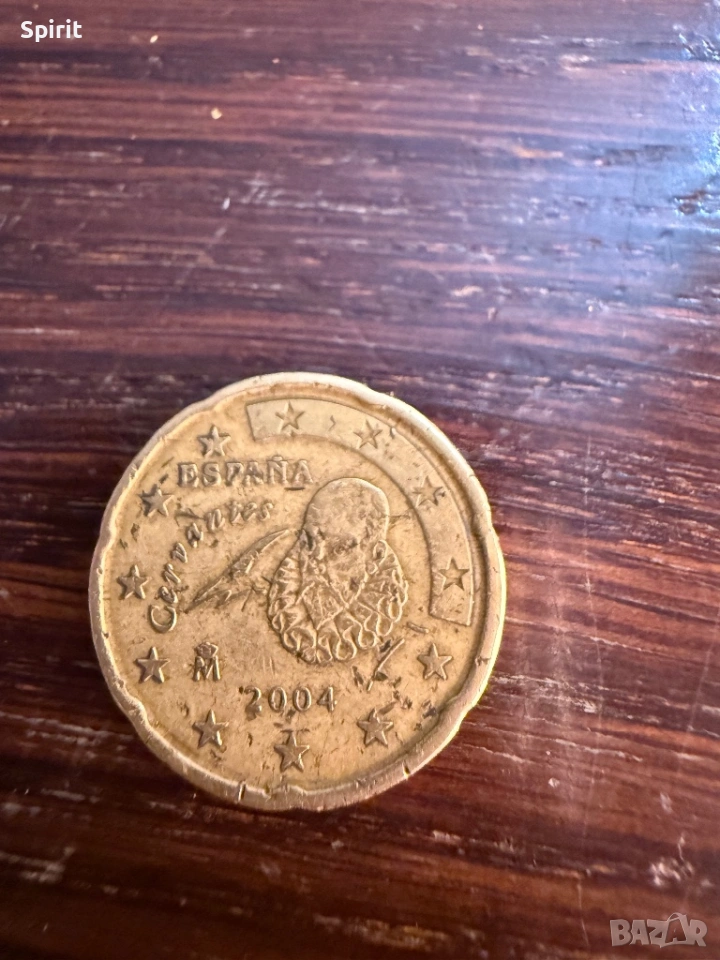 Spirit
ESPAÑA
Cervantes
M
2004
BAZAR